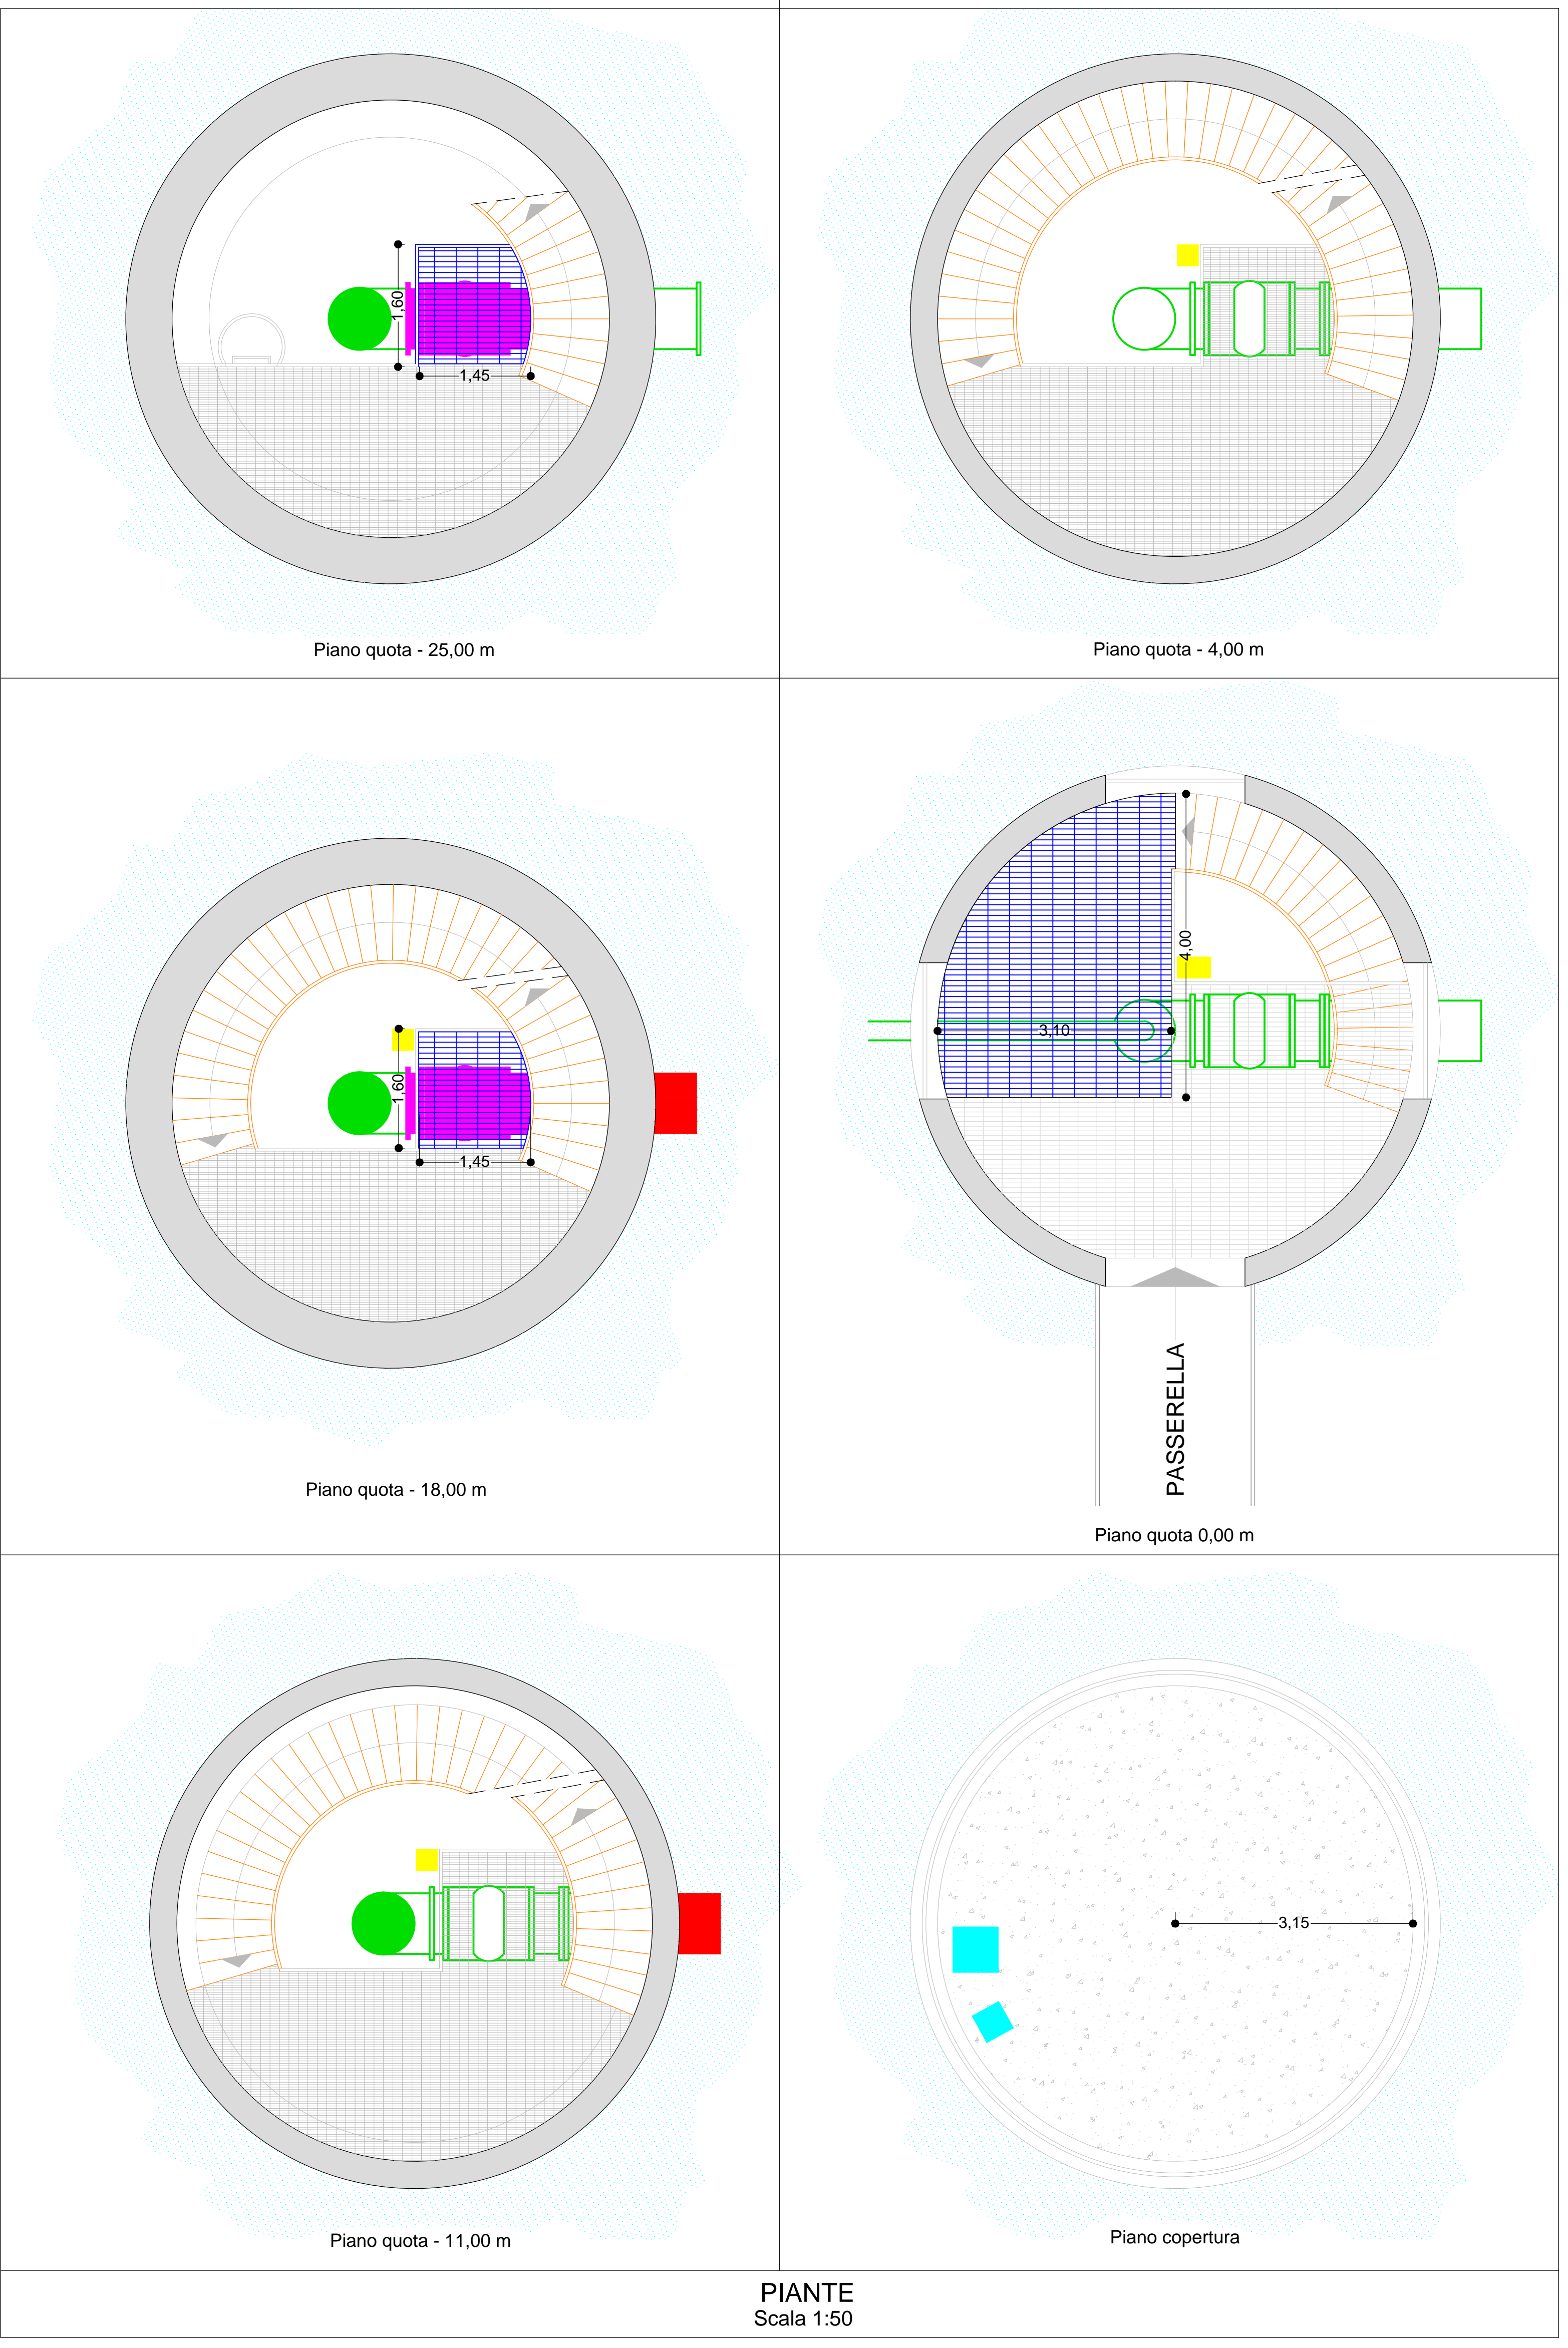 1,60
1,45
Piano quota - 25,00 m
Piano quota - 4,00 m
1,60
1,45
Piano quota - 18,00 m
4,00
3,10
PASSERELLA
Piano quota 0,00 m
Piano quota - 11,00 m
3,15
Piano copertura
PIANTE
Scala 1:50